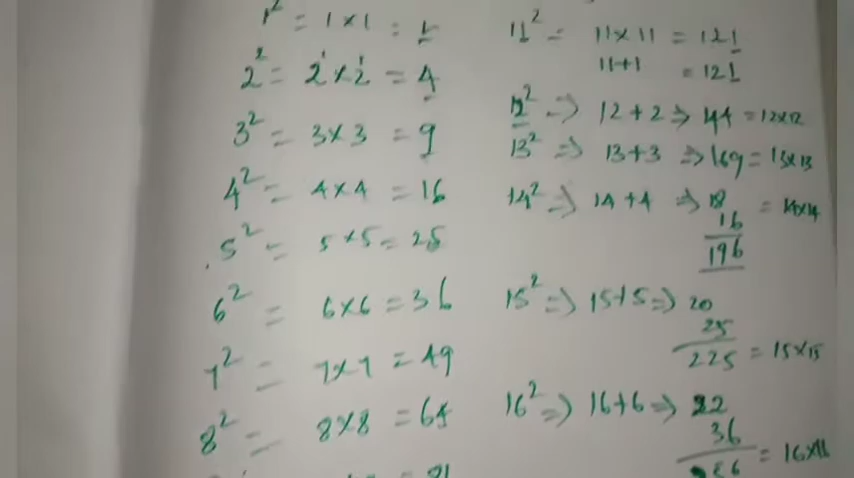 1² = 1 × 1 = 1
2² = 2 × 2 = 4
3² = 3 × 3 = 9
4² = 4 × 4 = 16
5² = 5 × 5 = 25
6² = 6 × 6 = 36
7² = 7 × 7 = 49
8² = 8 × 8 = 64
11² = 11 × 11 = 121
11+1 = 121
12² => 12 + 2 => 144 = 12×12
13² => 13 + 3 => 169 = 13×13
14² => 14 + 4 => 18 = 14×14
16
196
15² => 15+5 => 20
25
225 = 15×15
16² => 16+6 => 22
36
256 = 16×16